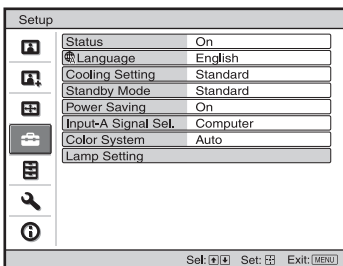 Setup
Status On
Language English
Cooling Setting Standard
Standby Mode Standard
Power Saving On
Input-A Signal Sel. Computer
Color System Auto
Lamp Setting
Sel: Set: Exit: MENU